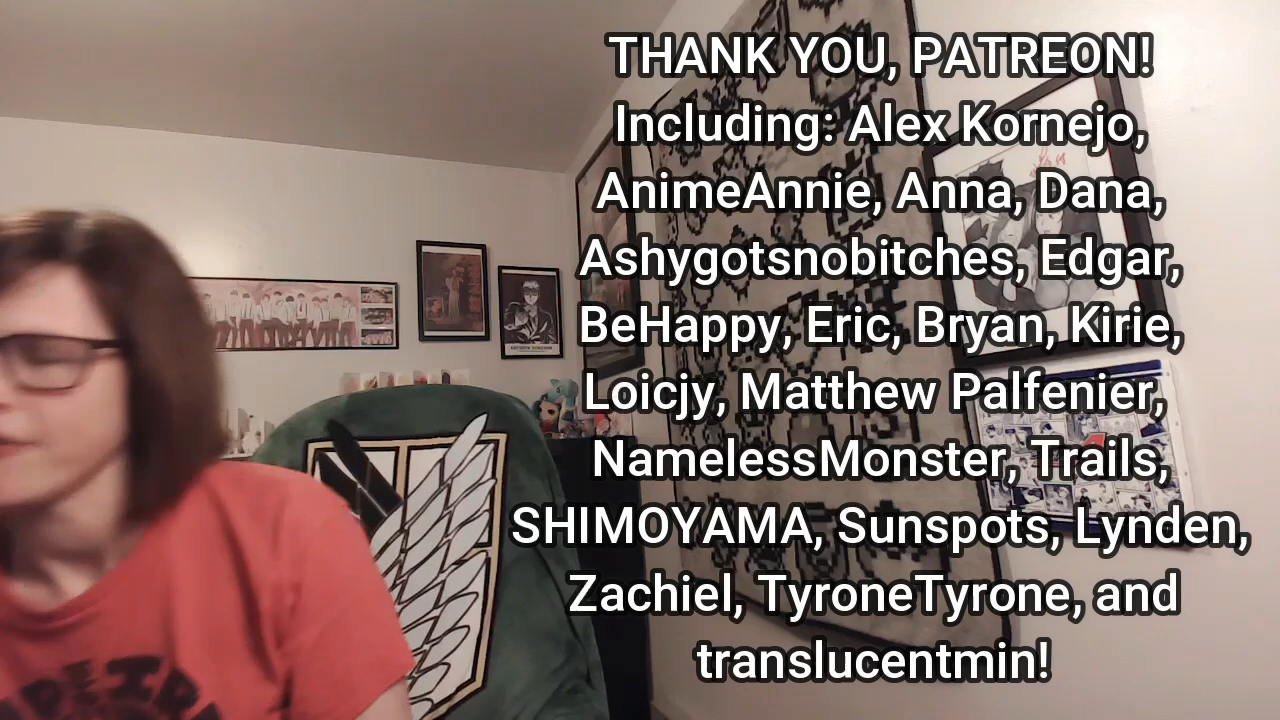 THANK YOU, PATREON!
Including: Alex Kornejo,
AnimeAnnie, Anna, Dana,
Ashygotsnobitches, Edgar,
BeHappy, Eric, Bryan, Kirie,
Loicjy, Matthew Palfenier,
NamelessMonster, Trails,
SHIMOYAMA, Sunspots, Lynden,
Zachiel, TyroneTyrone, and
translucentmin!